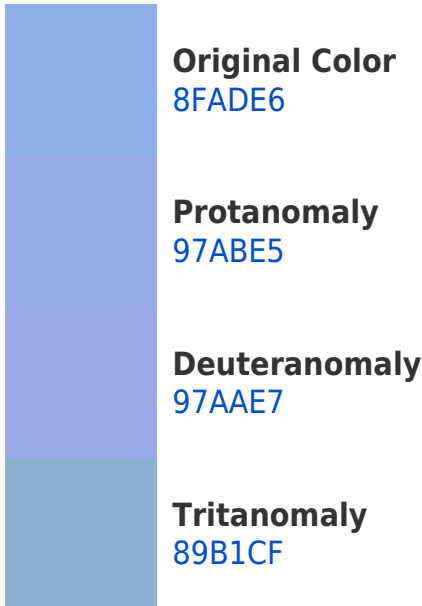 Original Color
8FADE6
Protanomaly
97ABE5
Deuteranomaly
97AAE7
Tritanomaly
89B1CF